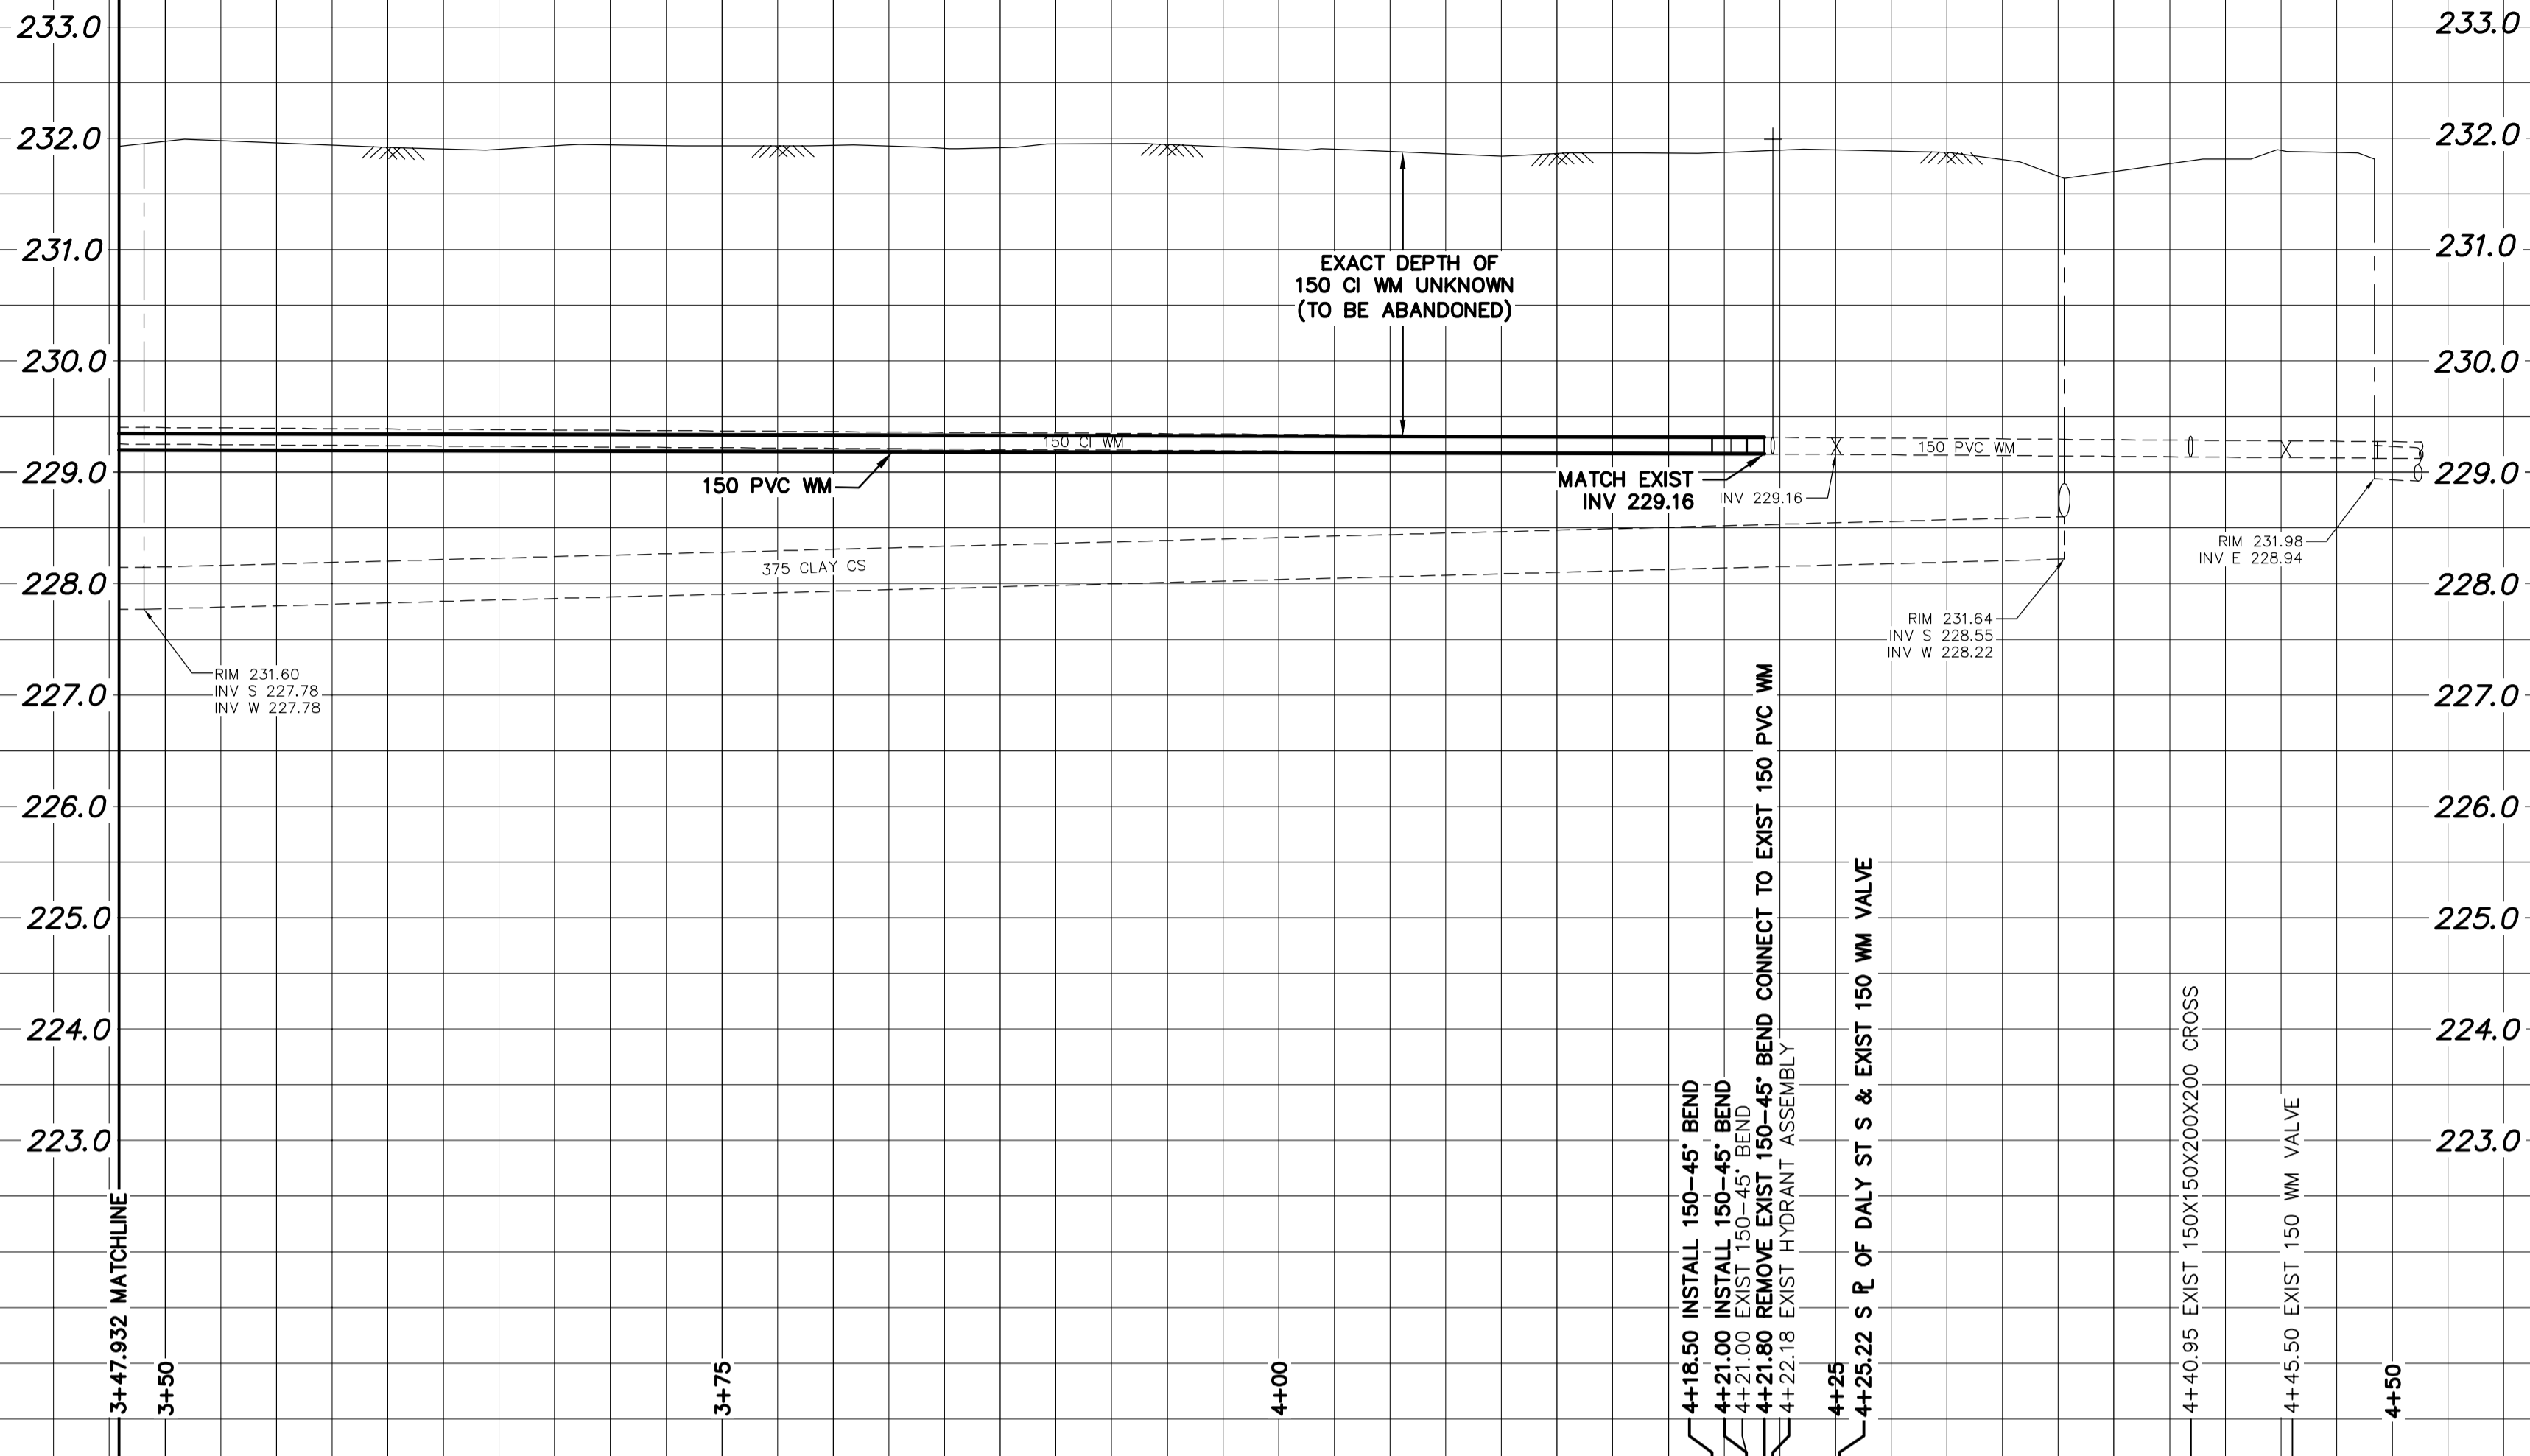 233.0
233.0
232.0
232.0
231.0
231.0
EXACT DEPTH OF
150 CI WM UNKNOWN
(TO BE ABANDONED)
230.0
230.0
150 CI WM
150 PVC WM
229.0
229.0
150 PVC WM
MATCH EXIST
INV 229.16
INV 229.16
RIM 231.98
INV E 228.94
375 CLAY CS
228.0
228.0
RIM 231.64
INV S 228.55
INV W 228.22
RIM 231.60
INV S 227.78
INV W 227.78
227.0
227.0
226.0
226.0
225.0
225.0
224.0
224.0
223.0
223.0
3+47.932 MATCHLINE
3+50
3+75
4+00
4+18.50 INSTALL 150-45° BEND
4+21.00 INSTALL 150-45° BEND
4+21.00 EXIST 150-45° BEND
4+21.80 REMOVE EXIST 150-45° BEND CONNECT TO EXIST 150 PVC WM
4+22.18 EXIST HYDRANT ASSEMBLY
4+25
4+25.22 S PL OF DALY ST S & EXIST 150 WM VALVE
4+40.95 EXIST 150X150X200X200 CROSS
4+45.50 EXIST 150 WM VALVE
4+50